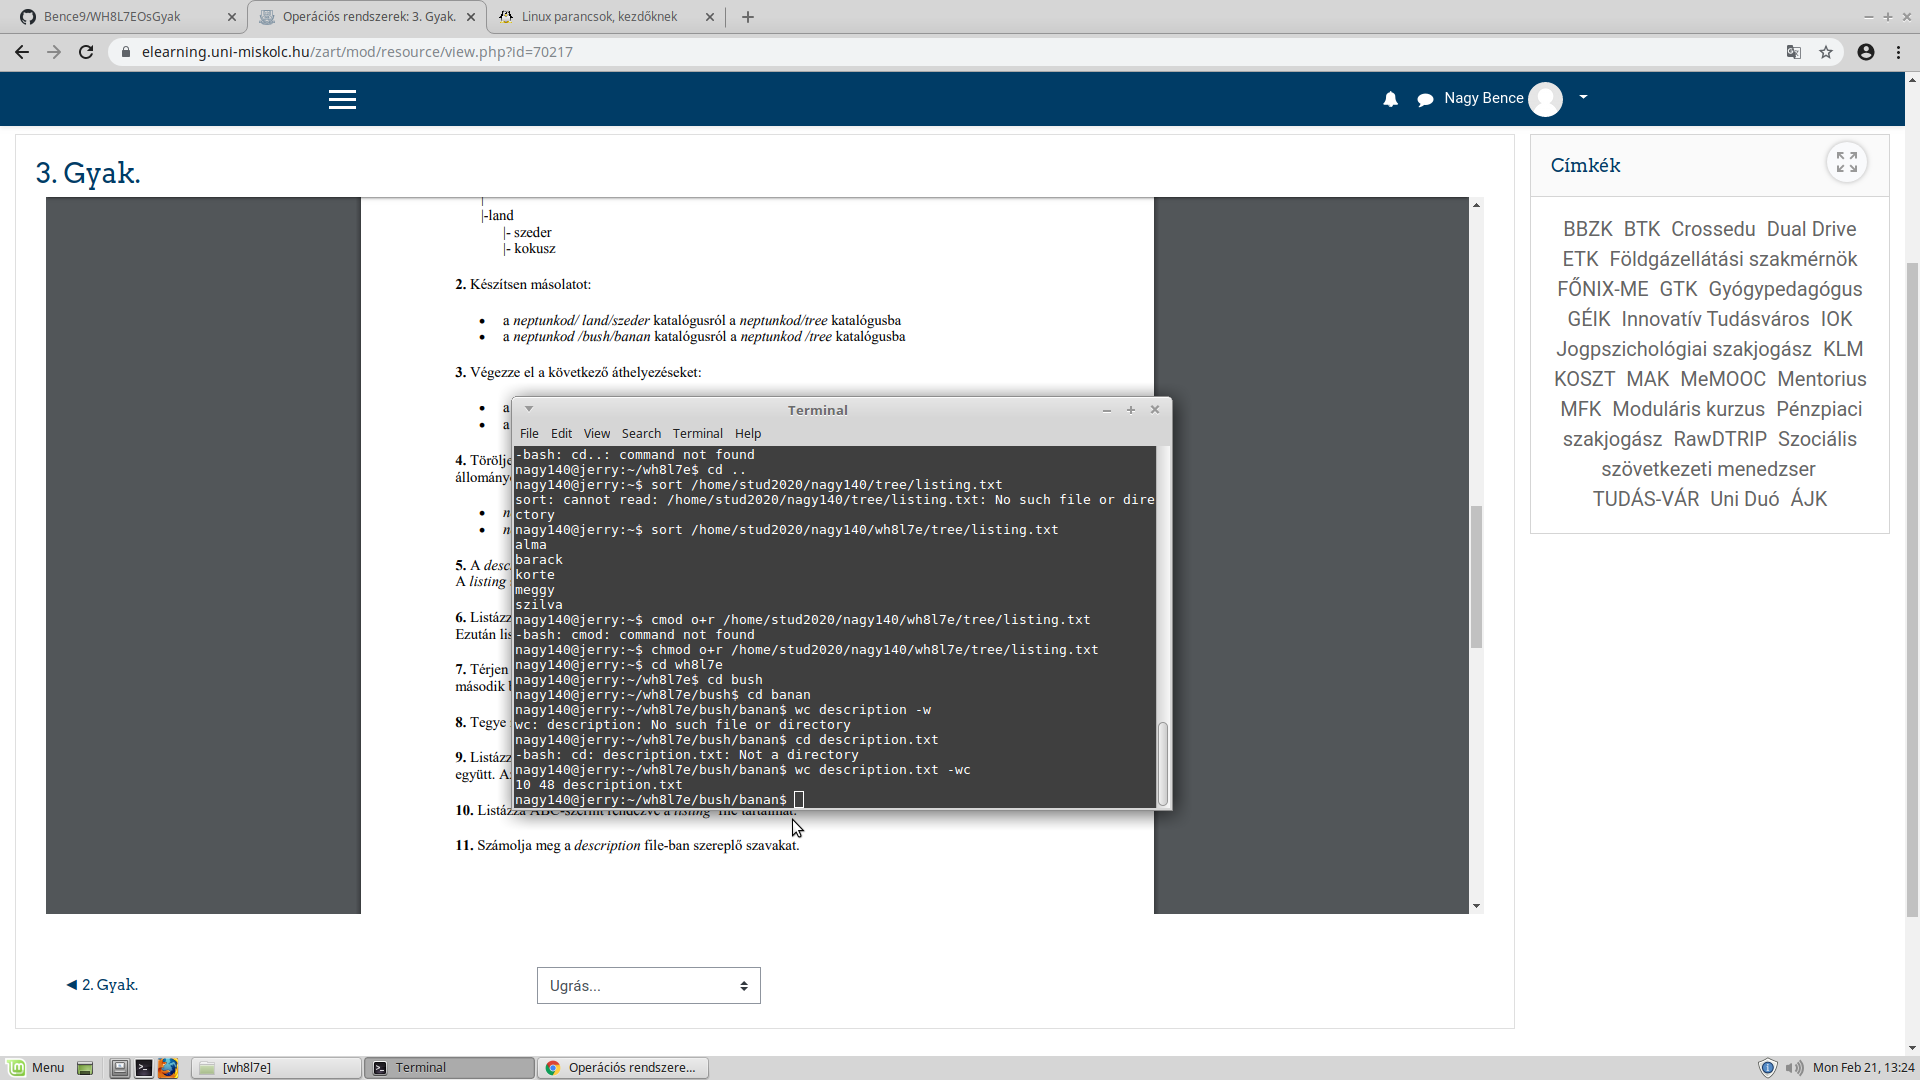 Bence9/WH8L7EOsGyak
Operációs rendszerek: 3. Gyak.
Linux parancsok, kezdőknek
elearning.uni-miskolc.hu/zart/mod/resource/view.php?id=70217
Nagy Bence
3. Gyak.
|-land
|- szeder
|- kokusz
2. Készítsen másolatot:
• a neptunkod/ land/szeder katalógusról a neptunkod/tree katalógusba
• a neptunkod /bush/banan katalógusról a neptunkod /tree katalógusba
3. Végezze el a következő áthelyezéseket:
• a
• a
4. Törölje
állomány
• n
• n
5. A desc
A listing
6. Listázz
Ezután lis
7. Térjen
második
8. Tegye
9. Listázz
együtt. A
10. Listázza ABC-szerint rendezve a listing file tartalmát.
11. Számolja meg a description file-ban szereplő szavakat.
Terminal
File Edit View Search Terminal Help
-bash: cd..: command not found
nagy140@jerry:~/wh8l7e$ cd ..
nagy140@jerry:~$ sort /home/stud2020/nagy140/tree/listing.txt
sort: cannot read: /home/stud2020/nagy140/tree/listing.txt: No such file or dire
ctory
nagy140@jerry:~$ sort /home/stud2020/nagy140/wh8l7e/tree/listing.txt
alma
barack
korte
meggy
szilva
nagy140@jerry:~$ cmod o+r /home/stud2020/nagy140/wh8l7e/tree/listing.txt
-bash: cmod: command not found
nagy140@jerry:~$ chmod o+r /home/stud2020/nagy140/wh8l7e/tree/listing.txt
nagy140@jerry:~$ cd wh8l7e
nagy140@jerry:~/wh8l7e$ cd bush
nagy140@jerry:~/wh8l7e/bush$ cd banan
nagy140@jerry:~/wh8l7e/bush/banan$ wc description -w
wc: description: No such file or directory
nagy140@jerry:~/wh8l7e/bush/banan$ cd description.txt
-bash: cd: description.txt: Not a directory
nagy140@jerry:~/wh8l7e/bush/banan$ wc description.txt -wc
10 48 description.txt
nagy140@jerry:~/wh8l7e/bush/banan$
Címkék
BBZK BTK Crossedu Dual Drive
ETK Földgázellátási szakmérnök
FŐNIX-ME GTK Gyógypedagógus
GÉIK Innovatív Tudásváros IOK
Jogpszichológiai szakjogász KLM
KOSZT MAK MeMOOC Mentorius
MFK Moduláris kurzus Pénzpiaci
szakjogász RawDTRIP Szociális
szövetkezeti menedzser
TUDÁS-VÁR Uni Duó ÁJK
◄ 2. Gyak.
Ugrás...
Menu
[wh8l7e]
Terminal
Operációs rendszere...
Mon Feb 21, 13:24